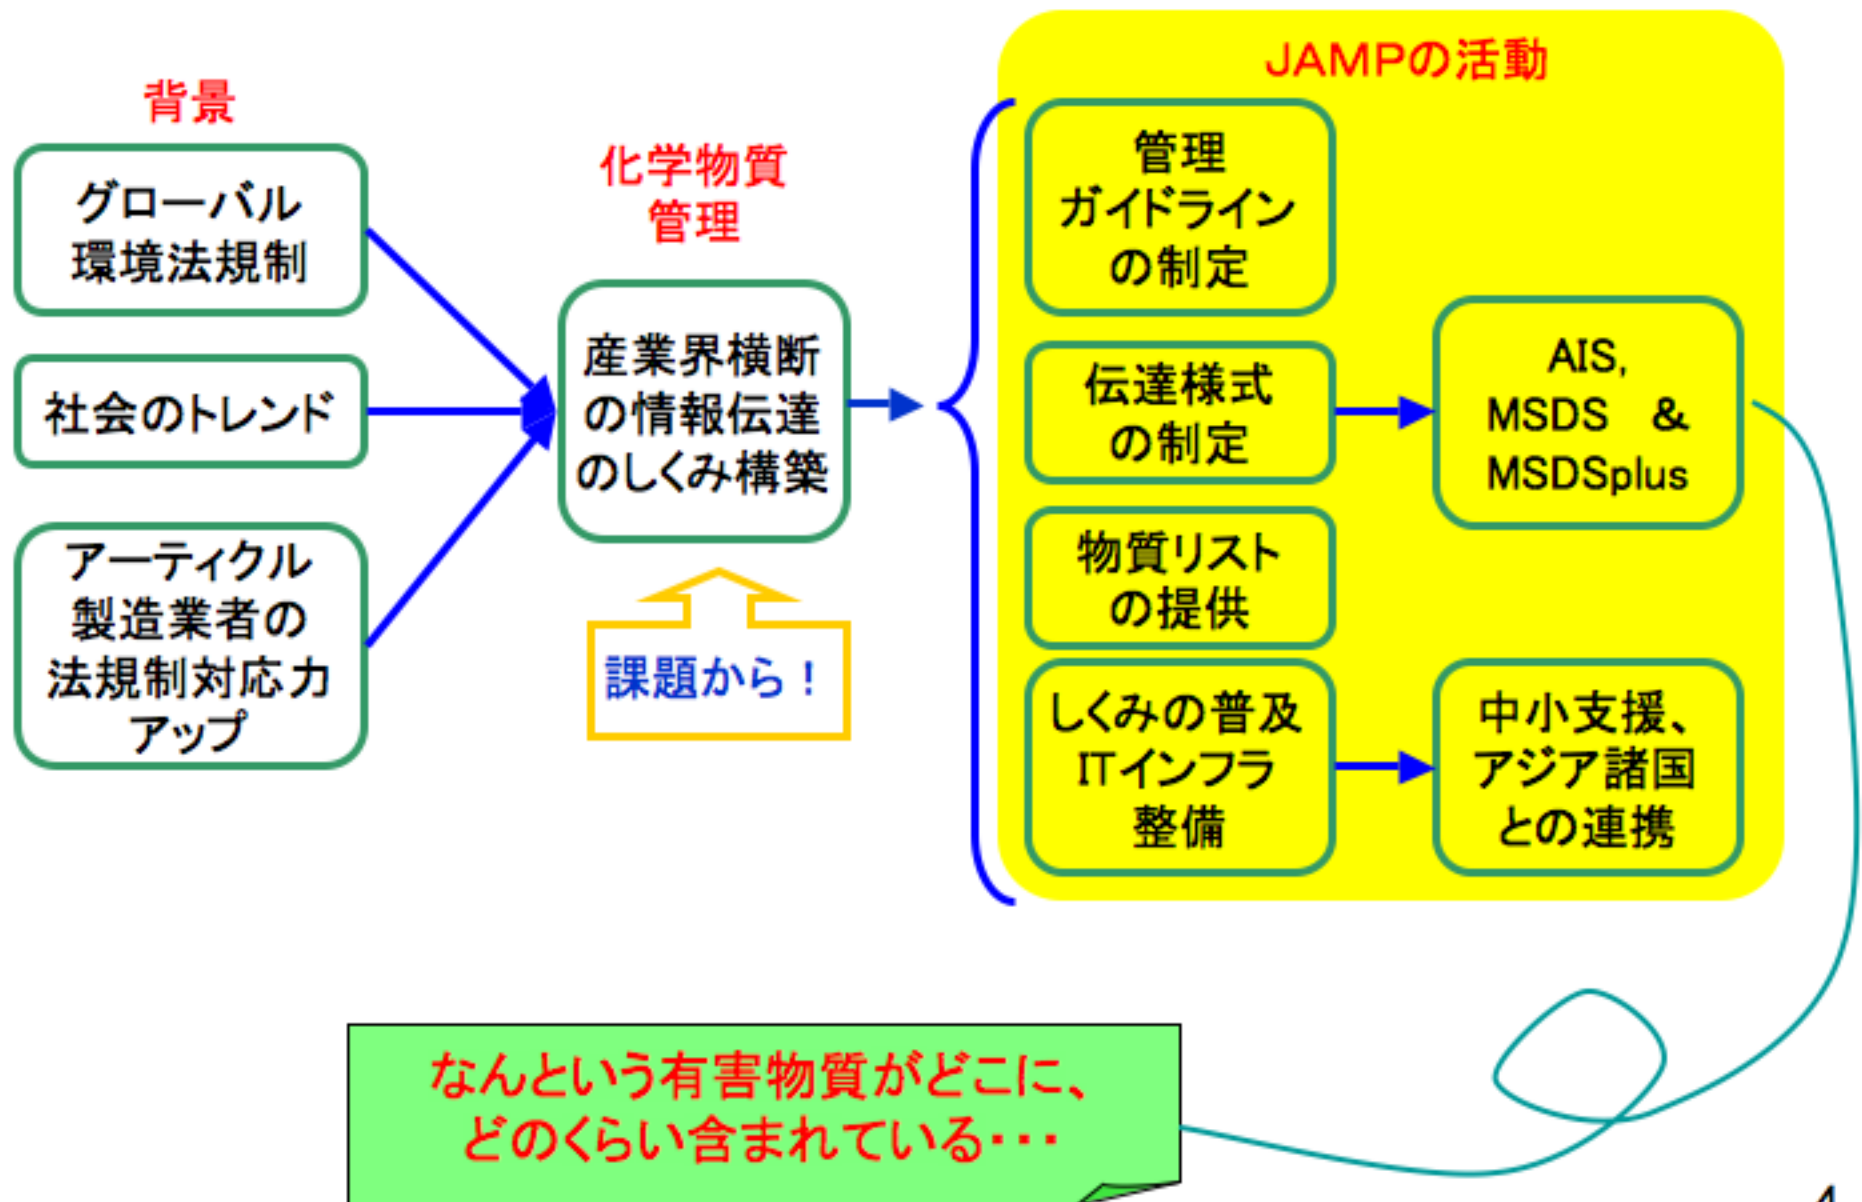 背景
グローバル
環境法規制
社会のトレンド
アーティクル
製造業者の
法規制対応力
アップ
化学物質
管理
産業界横断
の情報伝達
のしくみ構築
課題から！
JAMPの活動
管理
ガイドライン
の制定
伝達様式
の制定
AIS,
MSDS　&
MSDSplus
物質リスト
の提供
しくみの普及
ITインフラ
整備
中小支援、
アジア諸国
との連携
なんという有害物質がどこに、
どのくらい含まれている・・・